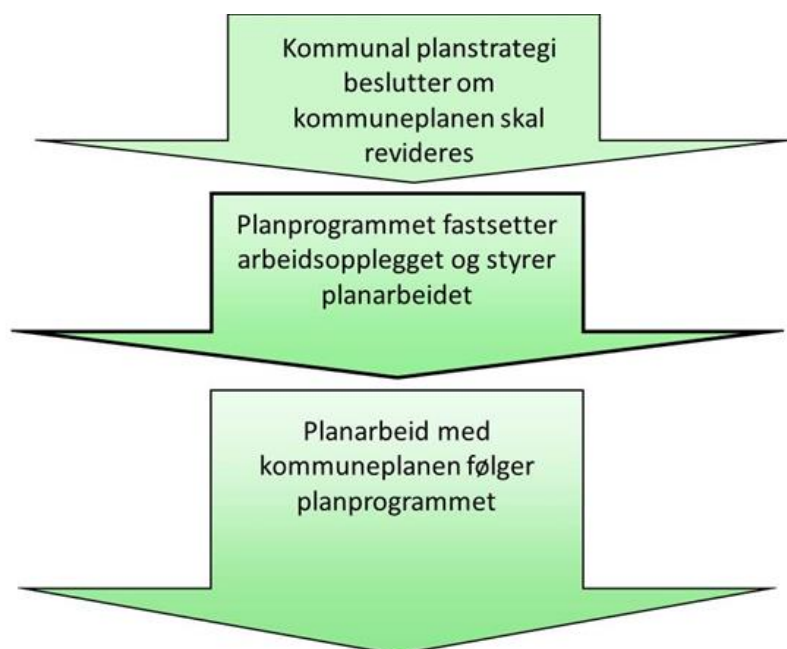 Kommunal planstrategi
beslutter om
kommuneplanen skal
revideres
Planprogrammet fastsetter
arbeidsopplegget og styrer
planarbeidet
Planarbeid med
kommuneplanen følger
planprogrammet